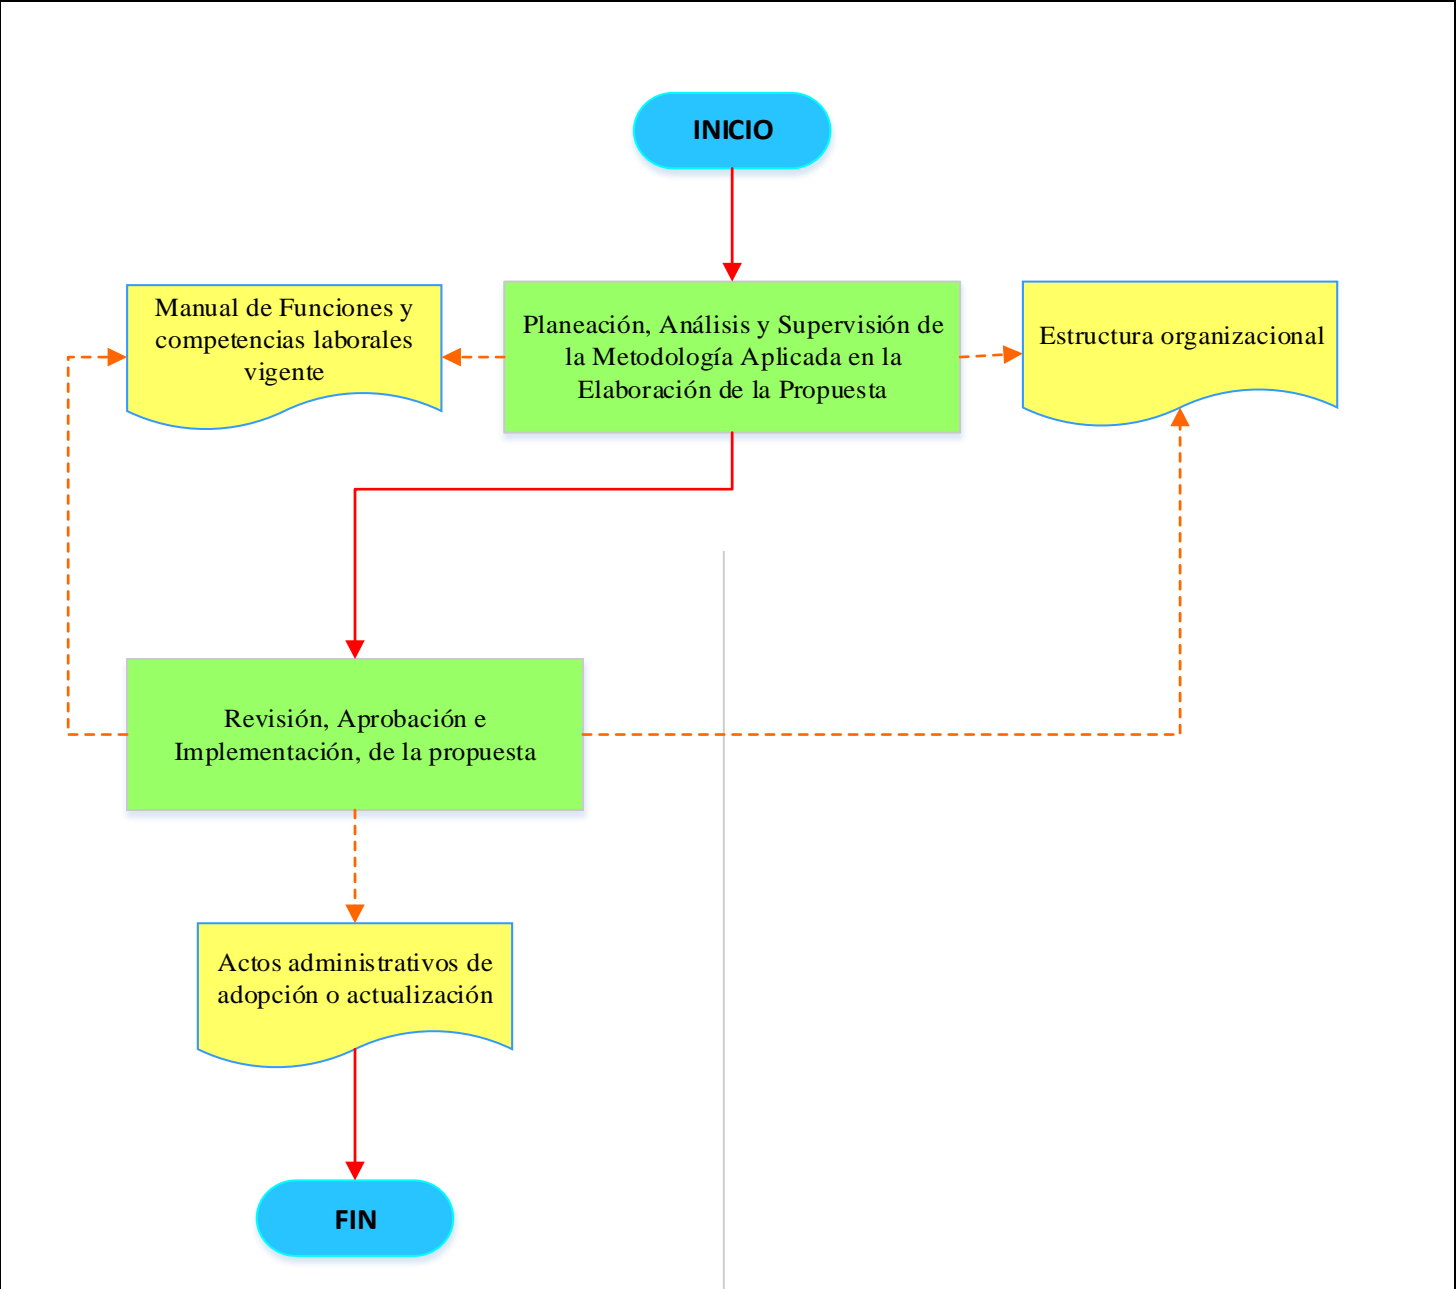 INICIO
Manual de Funciones y
competencias laborales
vigente
Planeación, Análisis y Supervisión de
la Metodología Aplicada en la
Elaboración de la Propuesta
Estructura organizacional
Revisión, Aprobación e
Implementación, de la propuesta
Actos administrativos de
adopción o actualización
FIN